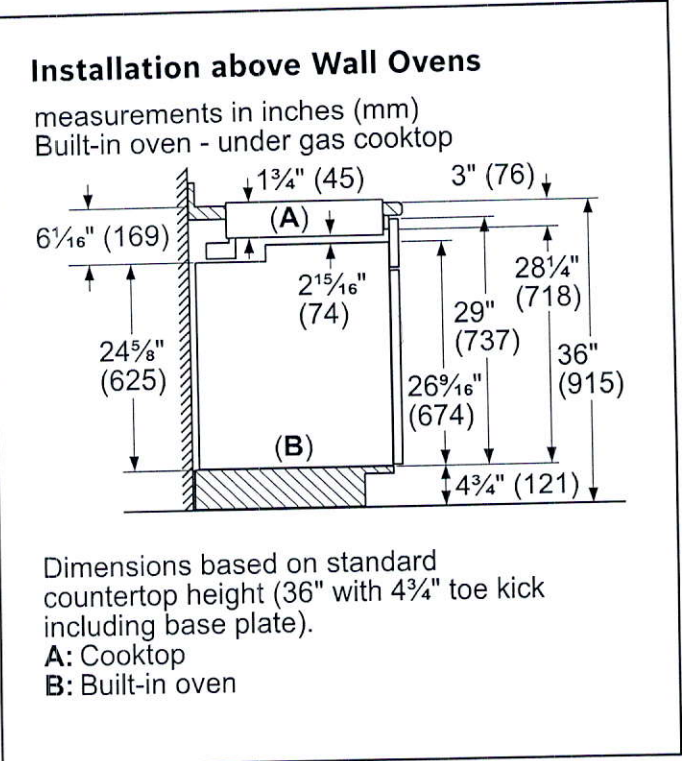 Installation above Wall Ovens
measurements in inches (mm)
Built-in oven - under gas cooktop
1¾" (45)
3" (76)
(A)
6¹⁄₁₆" (169)
2¹⁵⁄₁₆"
(74)
28¼"
(718)
29"
(737)
24⅝"
(625)
36"
(915)
26⁹⁄₁₆"
(674)
(B)
4¾" (121)
Dimensions based on standard
countertop height (36" with 4¾" toe kick
including base plate).
A: Cooktop
B: Built-in oven